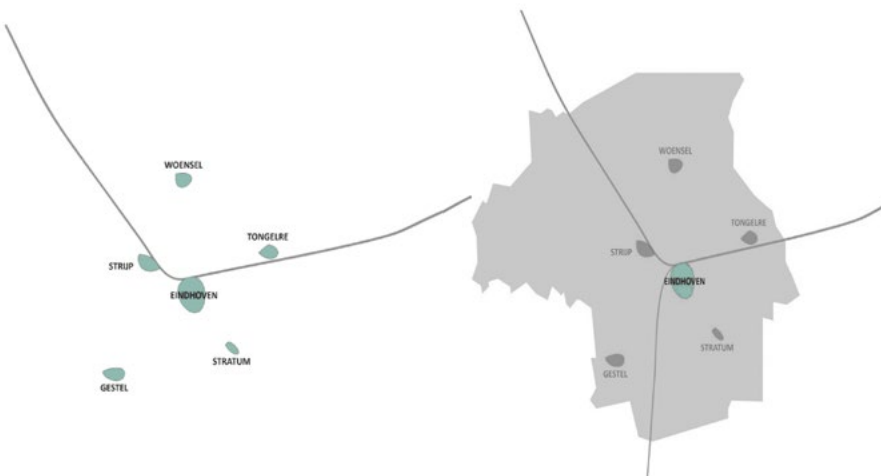 WOENSEL
TONGELRE
STRIJP
EINDHOVEN
STRATUM
GESTEL
WOENSEL
TONGELRE
STRIJP
EINDHOVEN
STRATUM
GESTEL